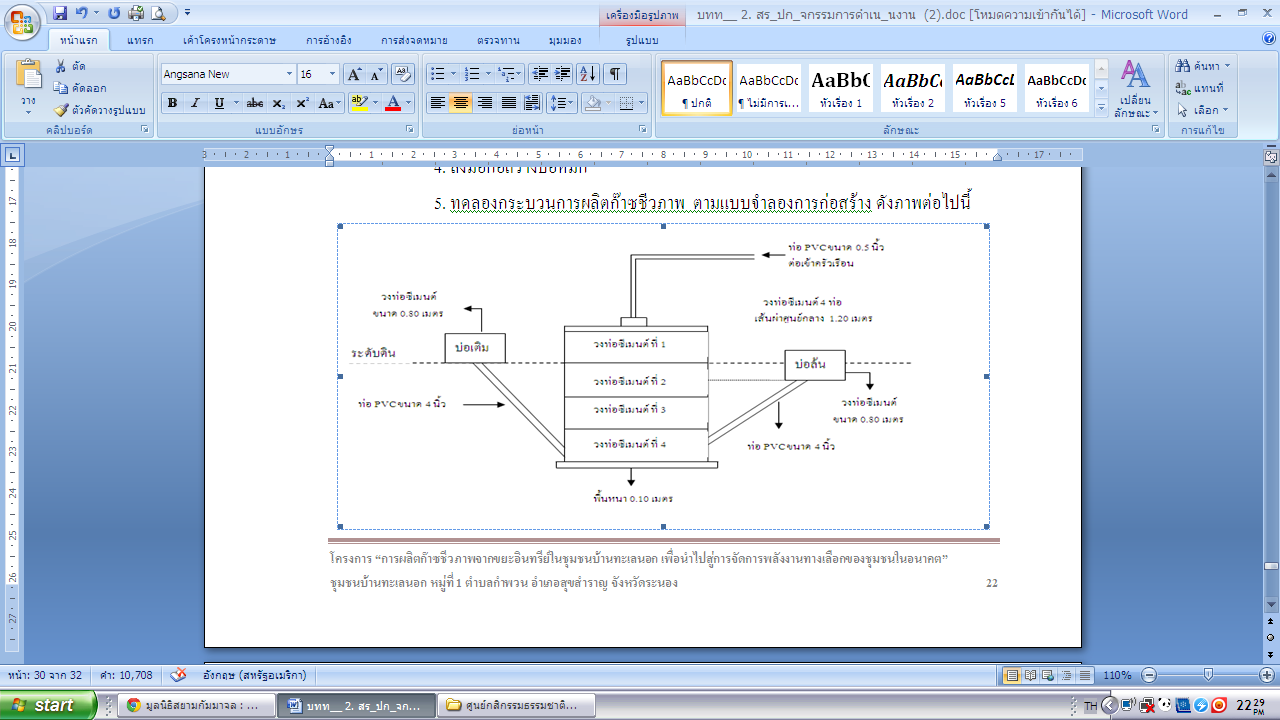 เครื่องมือรูปภาพ
บทท__ 2. สร_ปก_จกรรมการดำเน_นงาน (2).doc [โหมดความเข้ากันได้] - Microsoft Word
หน้าแรก แทรก เค้าโครงหน้ากระดาษ การอ้างอิง การส่งจดหมาย ตรวจทาน มุมมอง รูปแบบ
วาง
ตัด
คัดลอก
ตัวคัดวางรูปแบบ
Angsana New 16
AaBbCcDc AaBbCcDc AaBbC AaBbC AaBbCcL AaBbCc
¶ ปกติ ¶ ไม่มีการเ... หัวเรื่อง 1 หัวเรื่อง 2 หัวเรื่อง 5 หัวเรื่อง 6
เปลี่ยน
ลักษณะ
ค้นหา
แทนที่
เลือก
คลิปบอร์ด แบบอักษร ย่อหน้า ลักษณะ การแก้ไข
5. ทดลองกระบวนการผลิตก๊าซชีวภาพ ตามแบบจำลองการก่อสร้าง ดังภาพต่อไปนี้
ท่อ PVC ขนาด 0.5 นิ้ว
ต่อเข้าครัวเรือน
วงท่อซีเมนต์
ขนาด 0.80 เมตร
วงท่อซีเมนต์ 4 ท่อ
เส้นผ่าศูนย์กลาง 1.20 เมตร
ระดับดิน
บ่อเติม
วงท่อซีเมนต์ ที่ 1
บ่อล้น
วงท่อซีเมนต์ ที่ 2
ท่อ PVC ขนาด 4 นิ้ว
วงท่อซีเมนต์ ที่ 3
วงท่อซีเมนต์
ขนาด 0.80 เมตร
วงท่อซีเมนต์ ที่ 4
ท่อ PVC ขนาด 4 นิ้ว
พื้นหนา 0.10 เมตร
โครงการ “การผลิตก๊าซชีวภาพจากขยะอินทรีย์ในชุมชนบ้านทะเลนอก เพื่อนำไปสู่การจัดการพลังงานทางเลือกของชุมชนในอนาคต”
ชุมชนบ้านทะเลนอก หมู่ที่ 1 ตำบลกำพวน อำเภอสุขสำราญ จังหวัดระนอง 22
หน้า: 30 จาก 32 คำ: 10,708 อังกฤษ (สหรัฐอเมริกา) 110%
start มูลนิธิสยามกัมมาจล : ... บทท__ 2. สร_ปก_จก... ศูนย์กสิกรรมธรรมชาติ... TH 22 29 PM